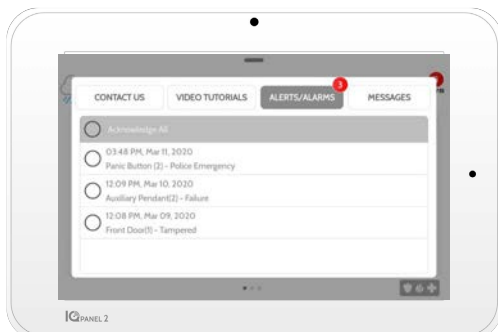 3
CONTACT US
VIDEO TUTORIALS
ALERTS/ALARMS
MESSAGES
Acknowledge All
03:48 PM, Mar 11, 2020
Panic Button (2) - Police Emergency
12:09 PM, Mar 10, 2020
Auxiliary Pendant(2) - Failure
12:08 PM, Mar 09, 2020
Front Door(1) - Tampered
IQ PANEL 2